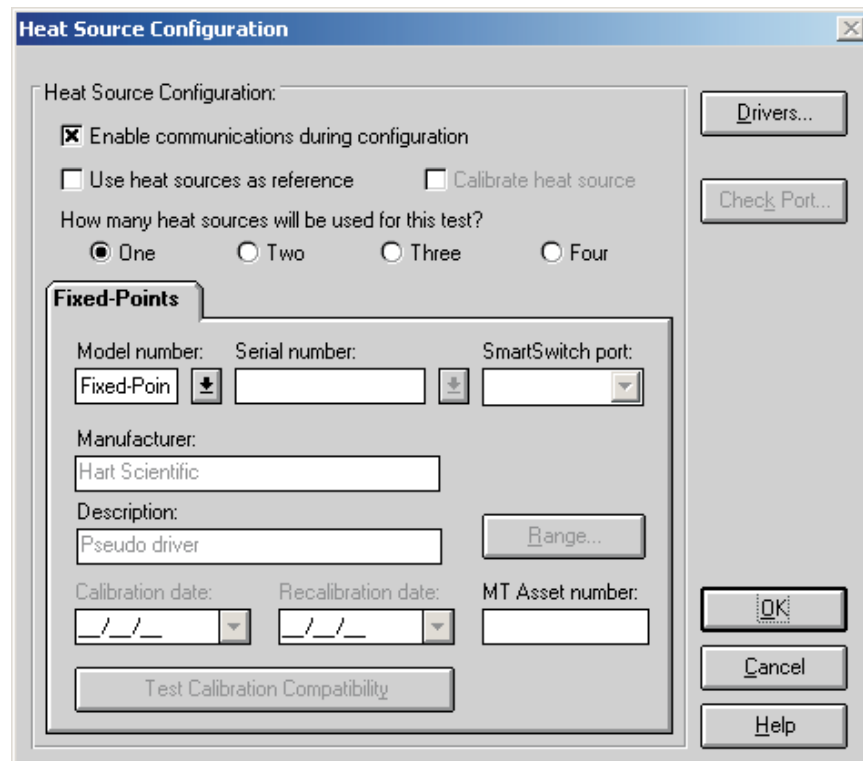 Heat Source Configuration
Heat Source Configuration:
Drivers...
Enable communications during configuration
Use heat sources as reference Calibrate heat source
Check Port...
How many heat sources will be used for this test?
One Two Three Four
Fixed-Points
Model number: Serial number: SmartSwitch port:
Fixed-Poin
Manufacturer:
Hart Scientific
Description:
Pseudo driver
Range...
Calibration date: Recalibration date: MT Asset number:
__/__/__ __/__/__
OK
Test Calibration Compatibility
Cancel
Help